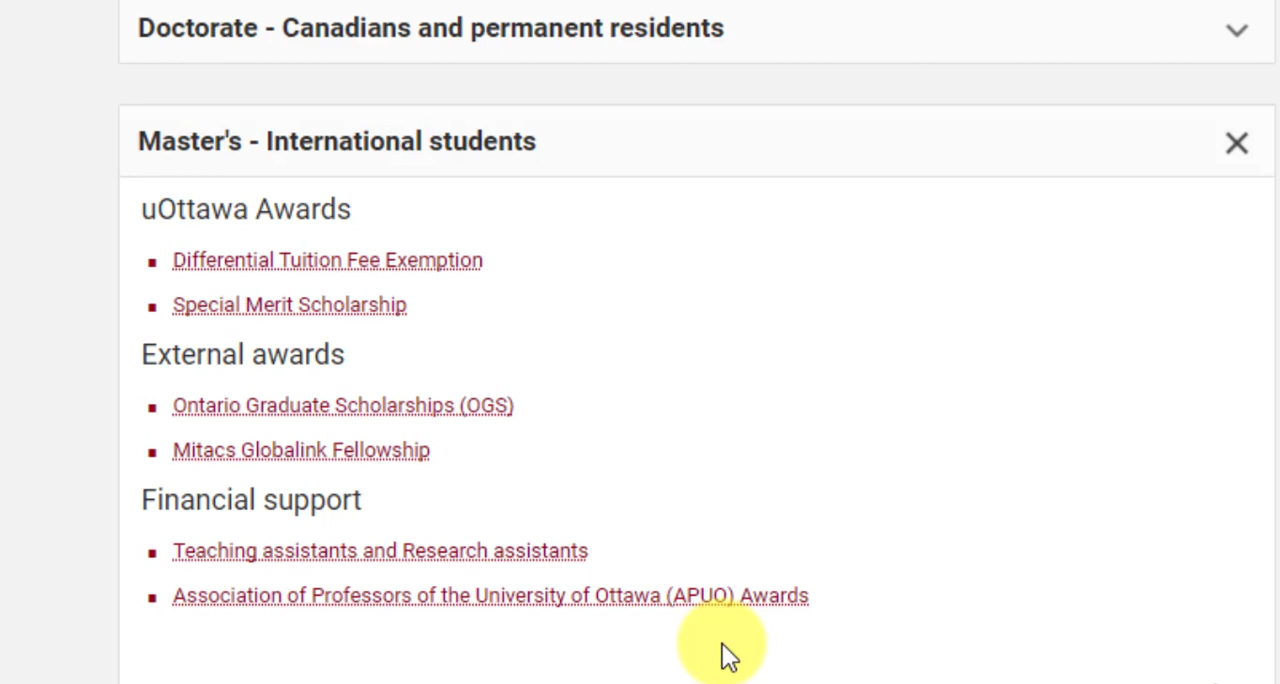 Doctorate - Canadians and permanent residents
Master's - International students
uOttawa Awards
Differential Tuition Fee Exemption
Special Merit Scholarship
External awards
Ontario Graduate Scholarships (OGS)
Mitacs Globalink Fellowship
Financial support
Teaching assistants and Research assistants
Association of Professors of the University of Ottawa (APUO) Awards